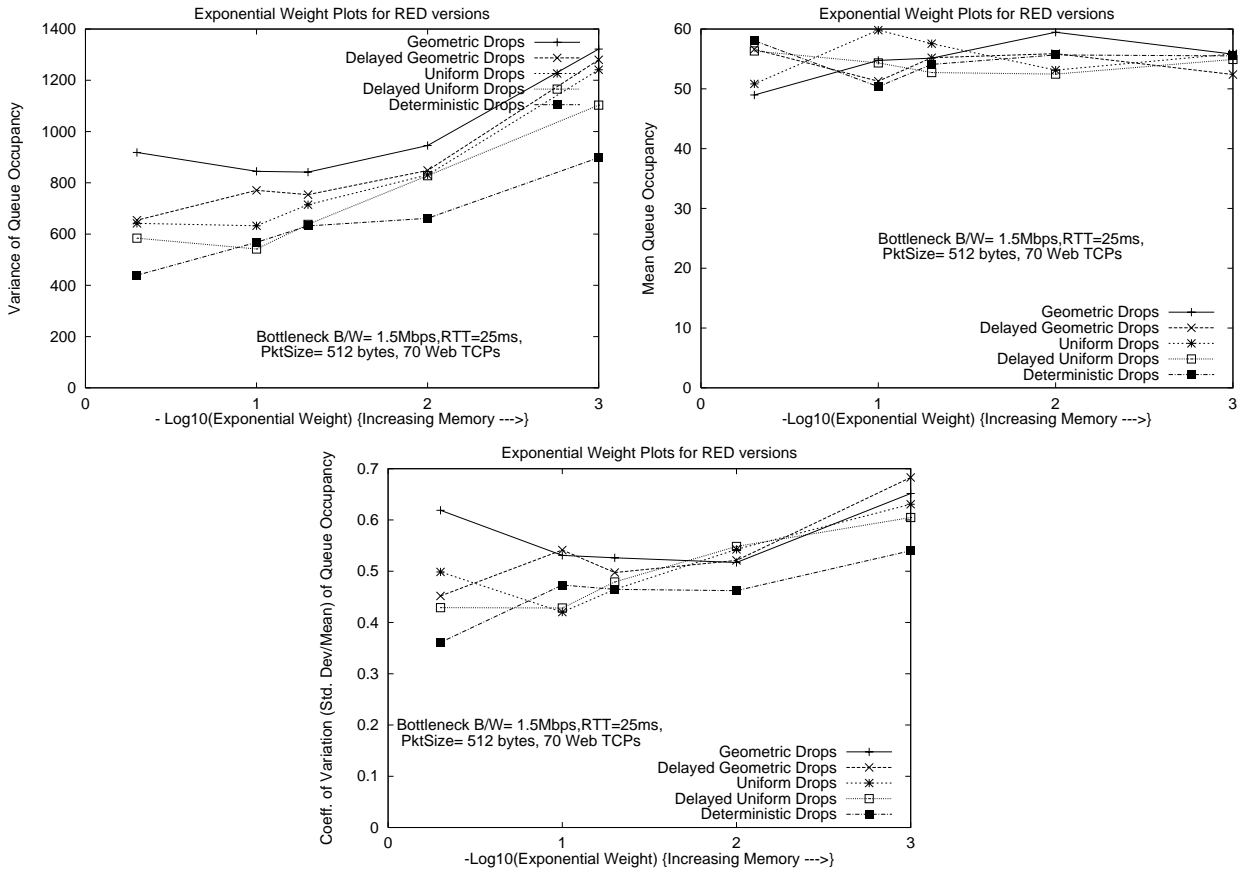 Exponential Weight Plots for RED versions
Variance of Queue Occupancy
1400
1200
1000
800
600
400
200
0
Geometric Drops
Delayed Geometric Drops
Uniform Drops
Delayed Uniform Drops
Deterministic Drops
Bottleneck B/W= 1.5Mbps,RTT=25ms,
PktSize= 512 bytes, 70 Web TCPs
0 1 2 3
- Log10(Exponential Weight) {Increasing Memory --->}
Exponential Weight Plots for RED versions
Mean Queue Occupancy
60
50
40
30
20
10
0
Bottleneck B/W= 1.5Mbps,RTT=25ms,
PktSize= 512 bytes, 70 Web TCPs
Geometric Drops
Delayed Geometric Drops
Uniform Drops
Delayed Uniform Drops
Deterministic Drops
0 1 2 3
-Log10(Exponential Weight) {Increasing Memory --->}
Exponential Weight Plots for RED versions
Coeff. of Variation (Std. Dev/Mean) of Queue Occupancy
0.7
0.6
0.5
0.4
0.3
0.2
0.1
0
Bottleneck B/W= 1.5Mbps,RTT=25ms,
PktSize= 512 bytes, 70 Web TCPs
Geometric Drops
Delayed Geometric Drops
Uniform Drops
Delayed Uniform Drops
Deterministic Drops
0 1 2 3
-Log10(Exponential Weight) {Increasing Memory --->}